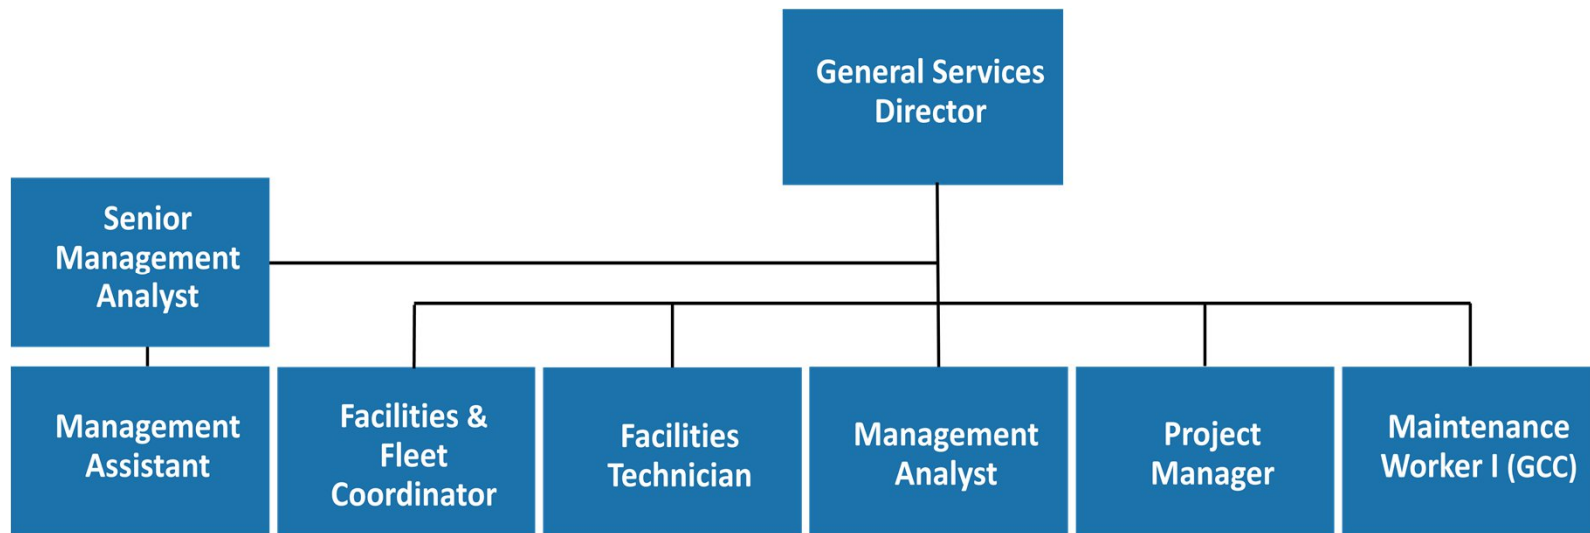 General Services
Director
Senior
Management
Analyst
Management
Assistant
Facilities &
Fleet
Coordinator
Facilities
Technician
Management
Analyst
Project
Manager
Maintenance
Worker I (GCC)